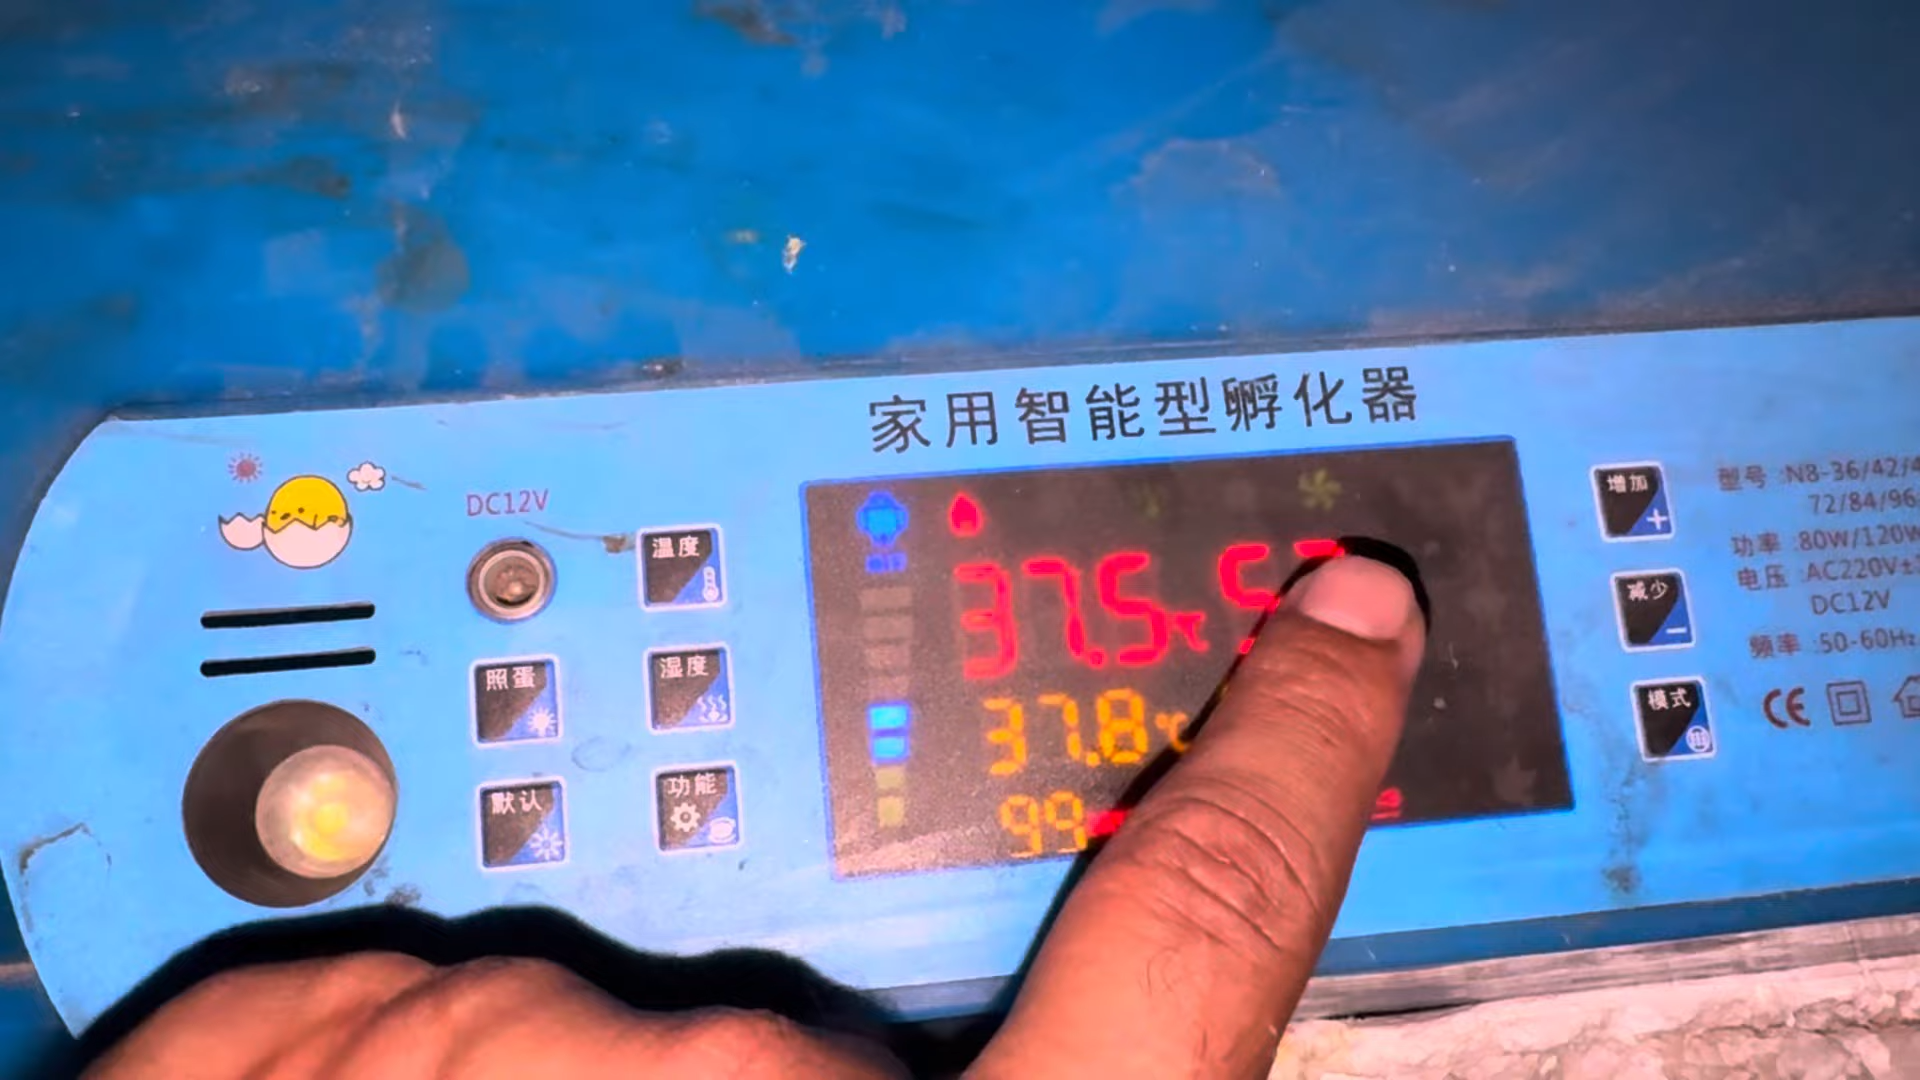 家用智能型孵化器
DC12V
温度
照蛋
湿度
默认
功能
37.5℃
37.8℃
99
增加
+
减少
−
模式
型号:N8-36/42/4
72/84/96
功率:80W/120W
电压:AC220V±
DC12V
频率:50-60Hz
CE